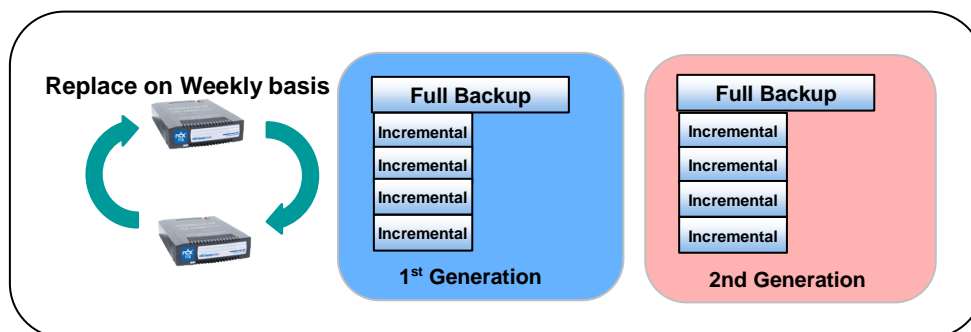 Replace on Weekly basis
Full Backup
Incremental
Incremental
Incremental
Incremental
1st Generation
Full Backup
Incremental
Incremental
Incremental
Incremental
2nd Generation